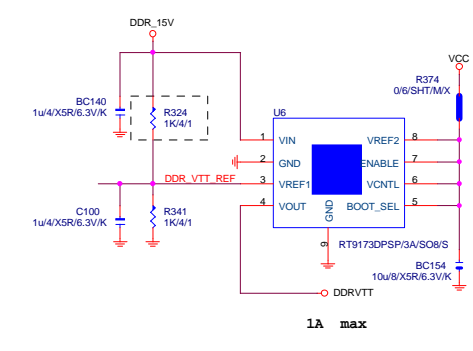 DDR_15V
VCC
R374
0/6/SHT/M/X
BC140
1u/4/X5R/6.3V/K
R324
1K/4/1
U6
1 VIN VREF2 8
2 GND ENABLE 7
DDR_VTT_REF 3 VREF1 VCNTL 6
4 VOUT BOOT_SEL 5
GND
9
C100
1u/4/X5R/6.3V/K
R341
1K/4/1
RT9173DPSP/3A/SO8/S
BC154
10u/8/X5R/6.3V/K
DDRVTT
1A max